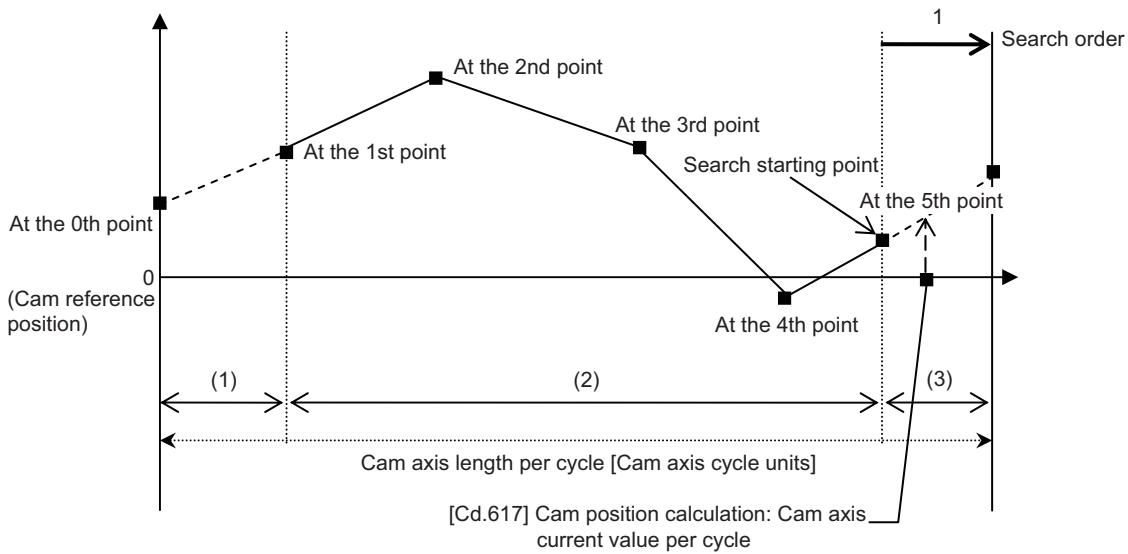 1
Search order
At the 2nd point
At the 3rd point
At the 1st point
Search starting point
At the 5th point
At the 0th point
0
(Cam reference
position)
At the 4th point
(1)
(2)
(3)
Cam axis length per cycle [Cam axis cycle units]
[Cd.617] Cam position calculation: Cam axis
current value per cycle